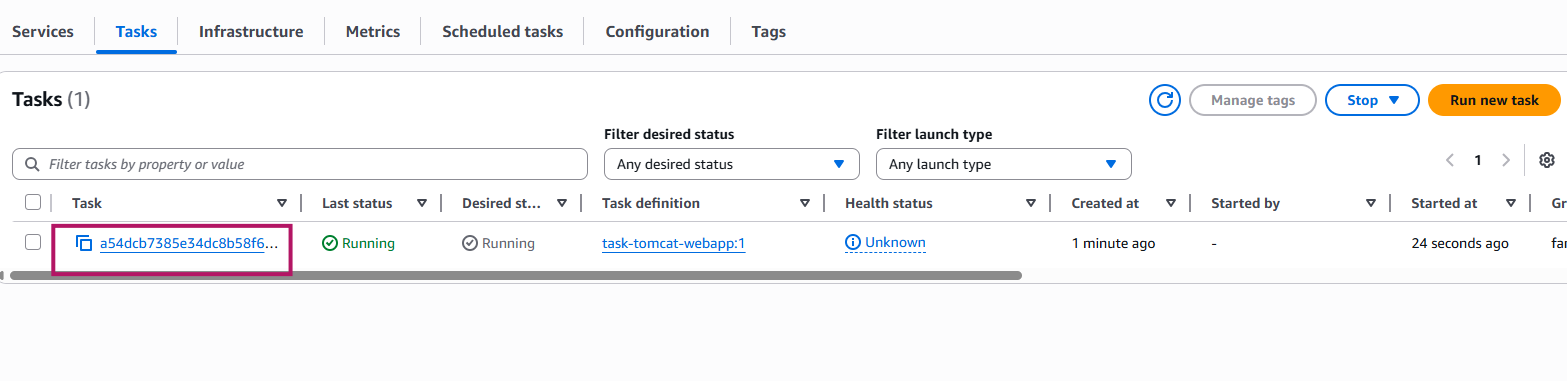 Services Tasks Infrastructure Metrics Scheduled tasks Configuration Tags
Tasks (1) Manage tags Stop Run new task
Filter desired status Filter launch type
Filter tasks by property or value Any desired status Any launch type 1
Task Last status Desired st... Task definition Health status Created at Started by Started at Gr
a54dcb7385e34dc8b58f6... Running Running task-tomcat-webapp:1 Unknown 1 minute ago - 24 seconds ago fa